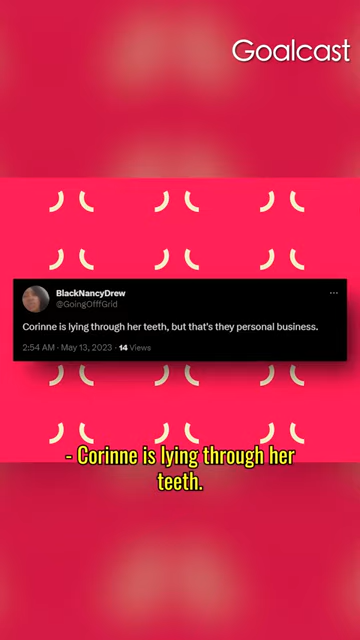 Goalcast
BlackNancyDrew
@GoingOfffGrid
Corinne is lying through her teeth, but that's they personal business.
2:54 AM · May 13, 2023 · 14 Views
- Corinne is lying through her
teeth.